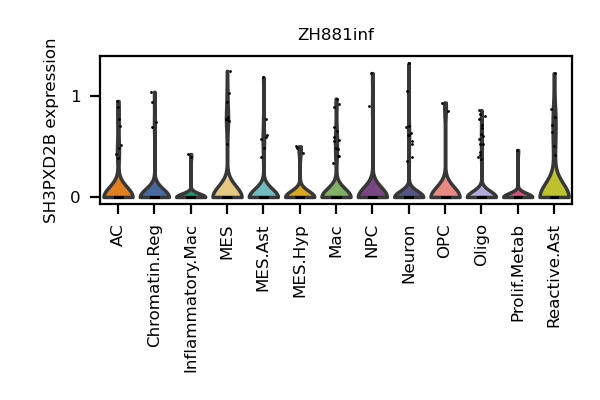 ZH881inf
SH3PXD2B expression
1
0
AC
Chromatin.Reg
Inflammatory.Mac
MES
MES.Ast
MES.Hyp
Mac
NPC
Neuron
OPC
Oligo
Prolif.Metab
Reactive.Ast